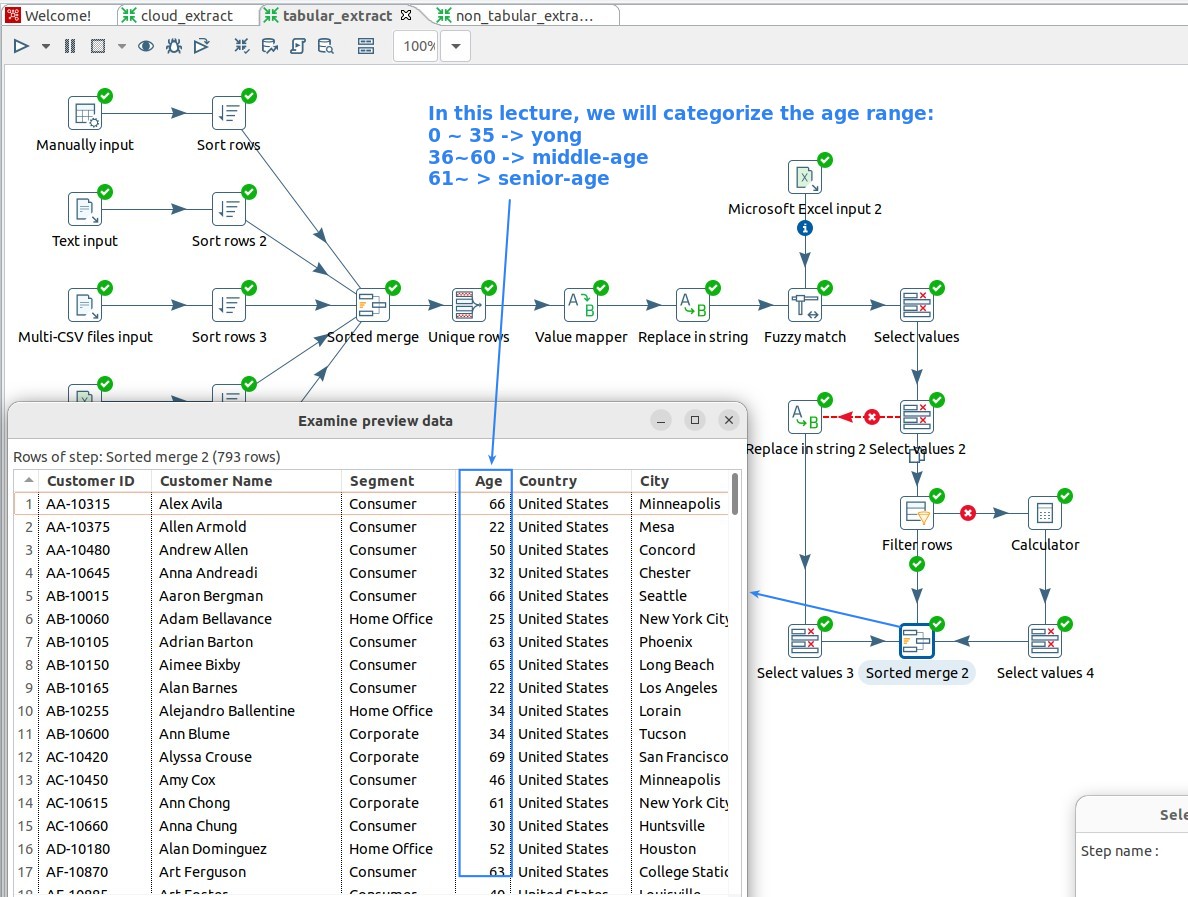 Welcome!
cloud_extract
tabular_extract
non_tabular_extra...
100%
In this lecture, we will categorize the age range:
0 ~ 35 -> yong
36~60 -> middle-age
61~ > senior-age
Manually input
Sort rows
Microsoft Excel input 2
Text input
Sort rows 2
Multi-CSV files input
Sort rows 3
Sorted merge
Unique rows
Value mapper
Replace in string
Fuzzy match
Select values
Replace in string 2
Select values 2
Filter rows
Calculator
Select values 3
Sorted merge 2
Select values 4
Examine preview data
Rows of step: Sorted merge 2 (793 rows)
Customer ID Customer Name Segment Age Country City
1 AA-10315 Alex Avila Consumer 66 United States Minneapolis
2 AA-10375 Allen Armold Consumer 22 United States Mesa
3 AA-10480 Andrew Allen Consumer 50 United States Concord
4 AA-10645 Anna Andreadi Consumer 32 United States Chester
5 AB-10015 Aaron Bergman Consumer 66 United States Seattle
6 AB-10060 Adam Bellavance Home Office 25 United States New York City
7 AB-10105 Adrian Barton Consumer 63 United States Phoenix
8 AB-10150 Aimee Bixby Consumer 65 United States Long Beach
9 AB-10165 Alan Barnes Consumer 22 United States Los Angeles
10 AB-10255 Alejandro Ballentine Home Office 34 United States Lorain
11 AB-10600 Ann Blume Corporate 34 United States Tucson
12 AC-10420 Alyssa Crouse Corporate 69 United States San Francisco
13 AC-10450 Amy Cox Consumer 46 United States Minneapolis
14 AC-10615 Ann Chong Corporate 61 United States New York City
15 AC-10660 Anna Chung Consumer 30 United States Huntsville
16 AD-10180 Alan Dominguez Home Office 52 United States Houston
17 AF-10870 Art Ferguson Consumer 63 United States College Static
Sele
Step name :